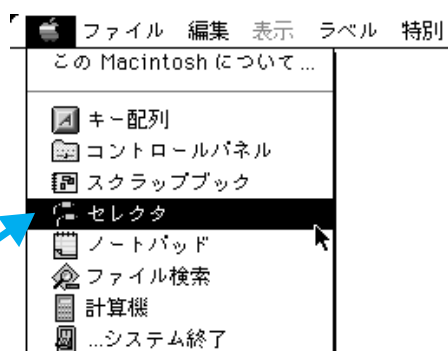 ファイル 編集 表示 ラベル 特別
この Macintosh について...
キー配列
コントロールパネル
スクラップブック
セレクタ
ノートパッド
ファイル検索
計算機
...システム終了